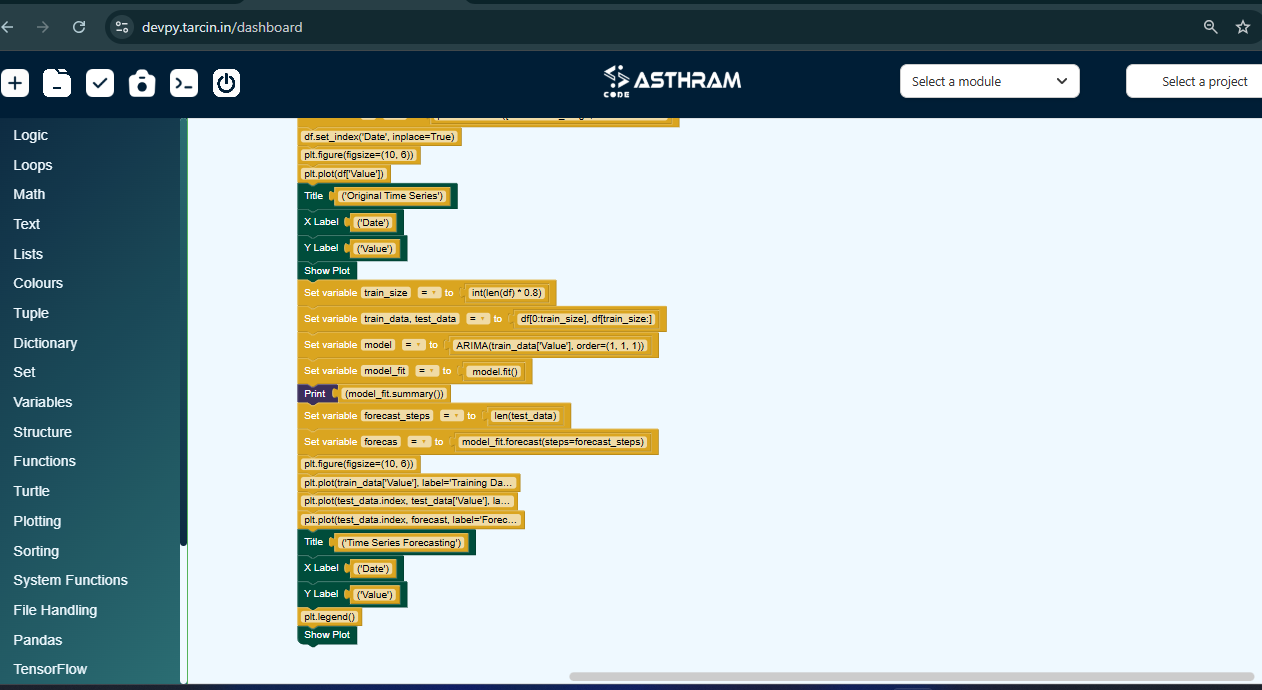 devpy.tarcin.in/dashboard
CODE ASTHRAM
Select a module
Select a project
Logic
Loops
Math
Text
Lists
Colours
Tuple
Dictionary
Set
Variables
Structure
Functions
Turtle
Plotting
Sorting
System Functions
File Handling
Pandas
TensorFlow
df.set_index('Date', inplace=True)
plt.figure(figsize=(10, 6))
plt.plot(df['Value'])
Title ('Original Time Series')
X Label ('Date')
Y Label ('Value')
Show Plot
Set variable train_size = to int(len(df) * 0.8)
Set variable train_data, test_data = to df[0:train_size], df[train_size:]
Set variable model = to ARIMA(train_data['Value'], order=(1, 1, 1))
Set variable model_fit = to model.fit()
Print (model_fit.summary())
Set variable forecast_steps = to len(test_data)
Set variable forecas = to model_fit.forecast(steps=forecast_steps)
plt.figure(figsize=(10, 6))
plt.plot(train_data['Value'], label='Training Da...
plt.plot(test_data.index, test_data['Value'], la...
plt.plot(test_data.index, forecast, label='Forec...
Title ('Time Series Forecasting')
X Label ('Date')
Y Label ('Value')
plt.legend()
Show Plot